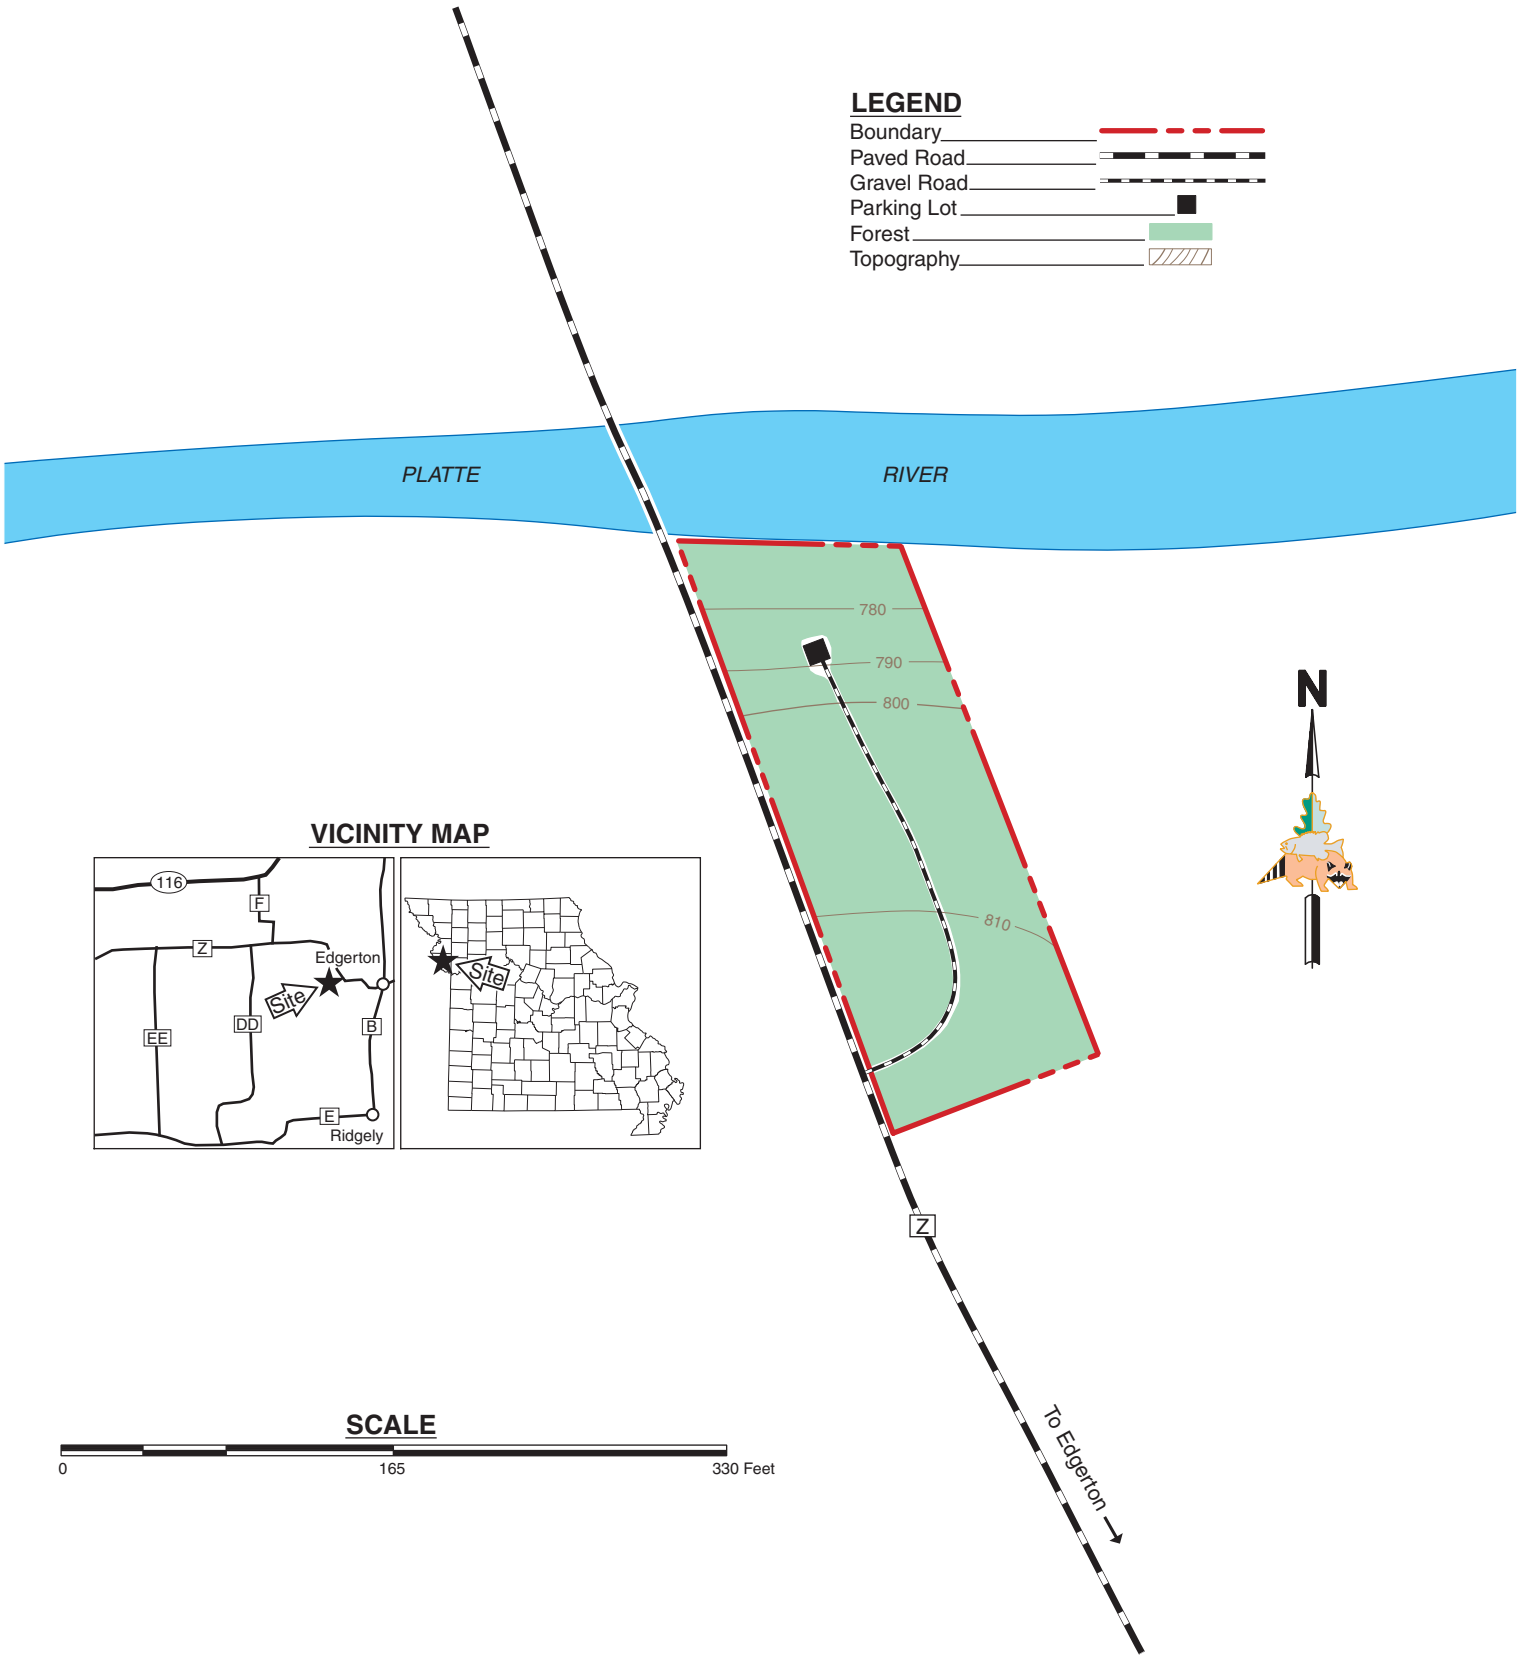 LEGEND
Boundary
Paved Road
Gravel Road
Parking Lot
Forest
Topography
PLATTE RIVER
780
790
800
810
N
VICINITY MAP
116
F
Z
Edgerton
Site
EE
DD
B
E
Ridgely
Site
Z
To Edgerton
SCALE
0 165 330 Feet